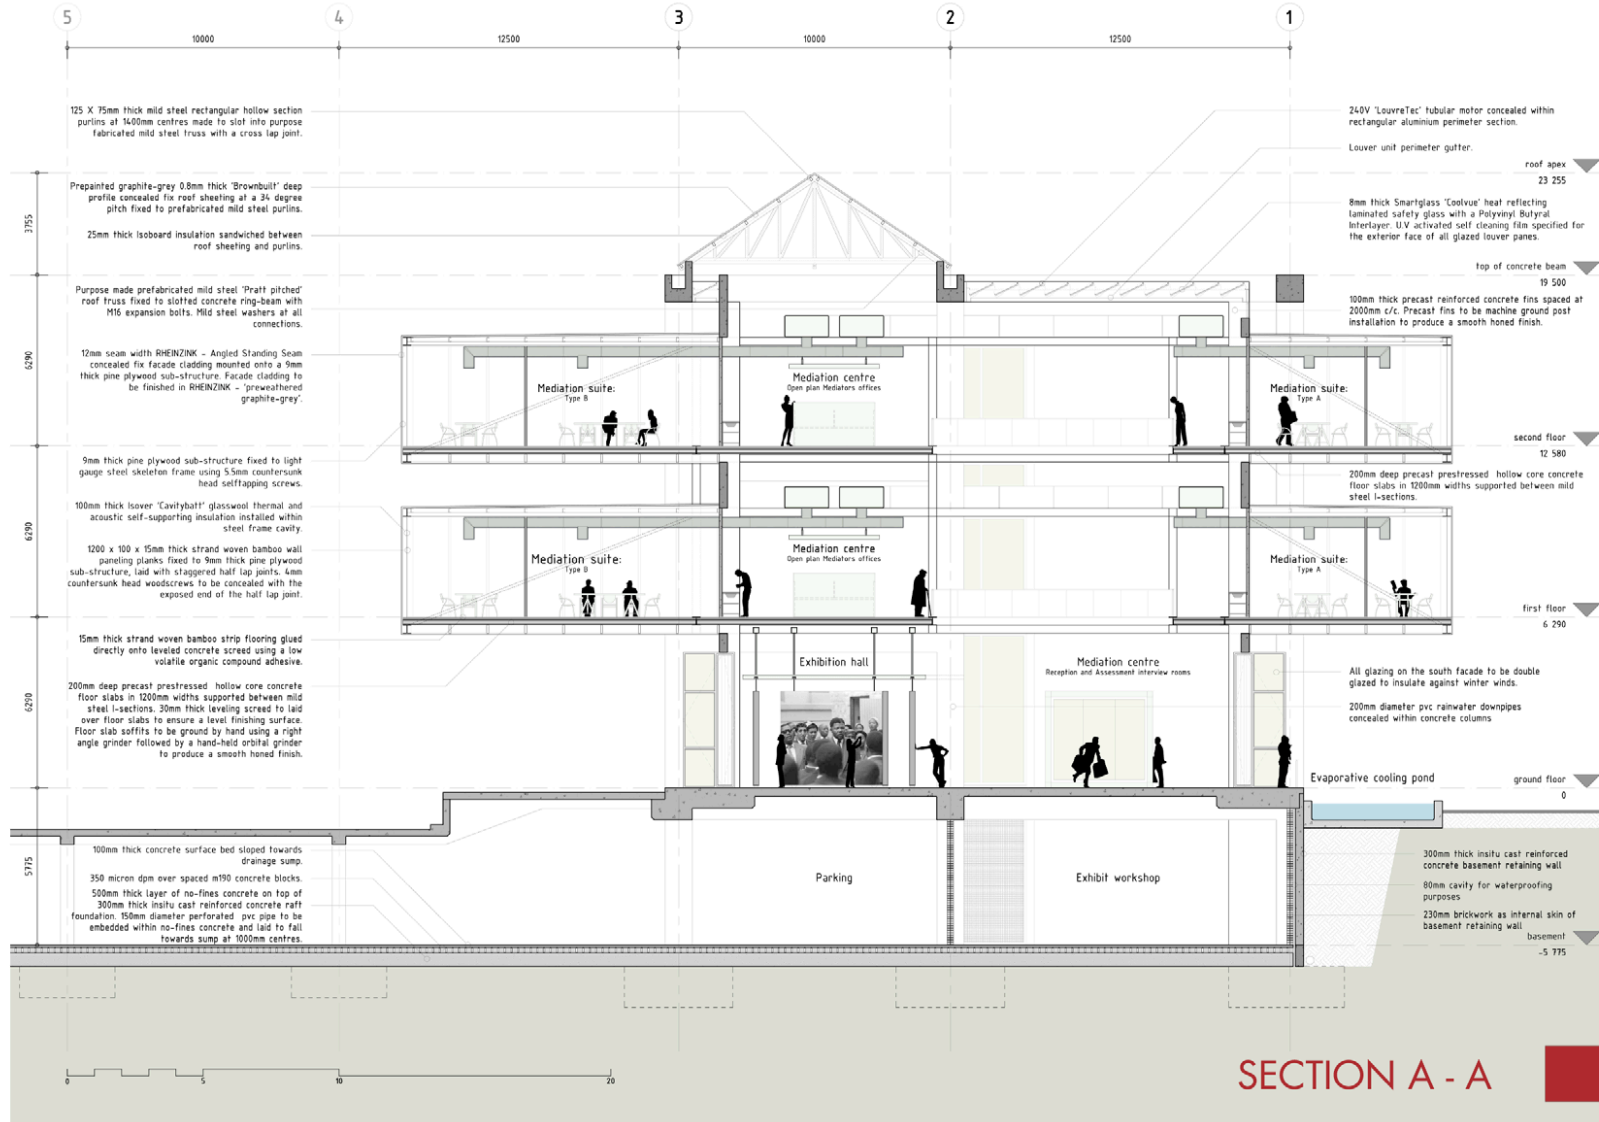 5 4 3 2 1
10000 12500 10000 12500
125 X 75mm thick mild steel rectangular hollow section
purlins at 1400mm centres made to slot into purpose
fabricated mild steel truss with a cross lap joint.
Prepainted graphite-grey 0.8mm thick 'Brownbuilt' deep
profile concealed fix roof sheeting at a 34 degree
pitch fixed to prefabricated mild steel purlins.
25mm thick Isoboard insulation sandwiched between
roof sheeting and purlins.
Purpose made prefabricated mild steel 'Pratt pitched'
roof truss fixed to slotted concrete ring-beam with
M16 expansion bolts. Mild steel washers at all
connections.
12mm seam width RHEINZINK - Angled Standing Seam
concealed fix facade cladding mounted onto a 9mm
thick pine plywood sub-structure. Facade cladding to
be finished in RHEINZINK - 'preweathered
graphite-grey'.
9mm thick pine plywood sub-structure fixed to light
gauge steel skeleton frame using 5.5mm countersunk
head selftapping screws.
100mm thick Isover 'Cavitybatt' glasswool thermal and
acoustic self-supporting insulation installed within
steel frame cavity.
1200 x 100 x 15mm thick strand woven bamboo wall
paneling planks fixed to 9mm thick pine plywood
sub-structure, laid with staggered half lap joints. 4mm
countersunk head woodscrews to be concealed with the
exposed end of the half lap joint.
15mm thick strand woven bamboo strip flooring glued
directly onto leveled concrete screed using a low
volatile organic compound adhesive.
200mm deep precast prestressed hollow core concrete
floor slabs in 1200mm widths supported between mild
steel I-sections. 30mm thick leveling screed to laid
over floor slabs to ensure a level finishing surface.
Floor slab soffits to be ground by hand using a right
angle grinder followed by a hand-held orbital grinder
to produce a smooth honed finish.
100mm thick concrete surface bed sloped towards
drainage sump.
350 micron dpm over spaced m190 concrete blocks.
500mm thick layer of no-fines concrete on top of
300mm thick insitu cast reinforced concrete raft
foundation. 150mm diameter perforated pvc pipe to be
embedded within no-fines concrete and laid to fall
towards sump at 1000mm centres.
3755
6290
6290
6290
5775
Mediation suite:
Type B
Mediation centre
Open plan Mediators offices
Mediation suite:
Type A
Mediation suite:
Type B
Mediation centre
Open plan Mediators offices
Mediation suite:
Type A
Exhibition hall
Mediation centre
Reception and Assessment interview rooms
Parking
Exhibit workshop
Evaporative cooling pond
240V 'LouvreTec' tubular motor concealed within
rectangular aluminium perimeter section.
Louver unit perimeter gutter.
roof apex
23 255
8mm thick Smartglass 'Coolvue' heat reflecting
laminated safety glass with a Polyvinyl Butyral
Interlayer. U.V activated self cleaning film specified for
the exterior face of all glazed louver panes.
top of concrete beam
19 500
100mm thick precast reinforced concrete fins spaced at
2000mm c/c. Precast fins to be machine ground post
installation to produce a smooth honed finish.
second floor
12 580
200mm deep precast prestressed hollow core concrete
floor slabs in 1200mm widths supported between mild
steel I-sections.
first floor
6 290
All glazing on the south facade to be double
glazed to insulate against winter winds.
200mm diameter pvc rainwater downpipes
concealed within concrete columns
ground floor
0
300mm thick insitu cast reinforced
concrete basement retaining wall
80mm cavity for waterproofing
purposes
230mm brickwork as internal skin of
basement retaining wall
basement
-5 775
0 5 10 20
SECTION A - A